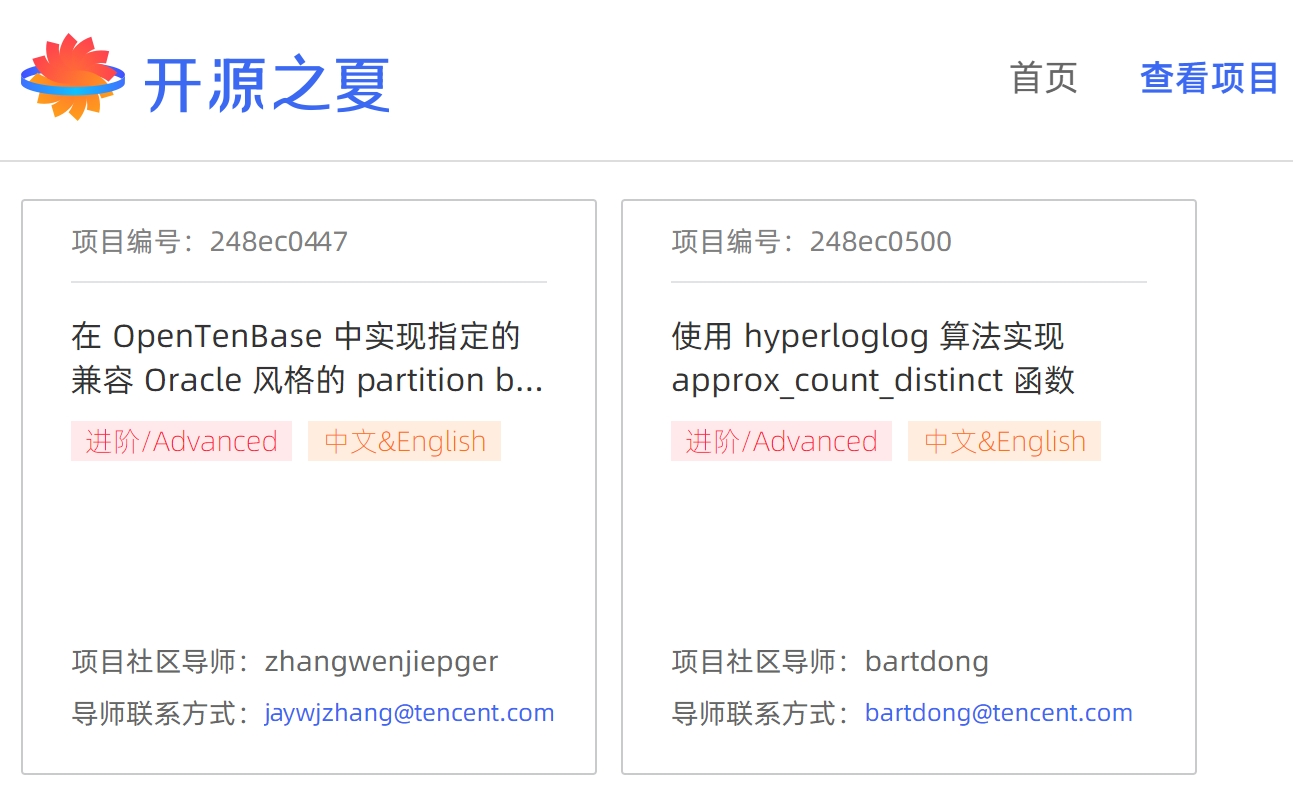 开源之夏
首页
查看项目
项目编号：248ec0447
在 OpenTenBase 中实现指定的
兼容 Oracle 风格的 partition b...
进阶/Advanced
中文&English
项目社区导师：zhangwenjiepger
导师联系方式：jaywjzhang@tencent.com
项目编号：248ec0500
使用 hyperloglog 算法实现
approx_count_distinct 函数
进阶/Advanced
中文&English
项目社区导师：bartdong
导师联系方式：bartdong@tencent.com